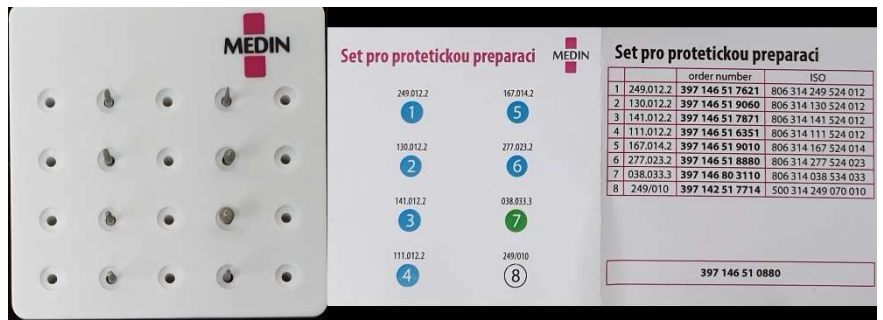 MEDIN
Set pro protetickou preparaci MEDIN
249.012.2 167.014.2
1 5
130.012.2 277.023.2
2 6
141.012.2 038.033.3
3 7
111.012.2 249/010
4 8
Set pro protetickou preparaci
order number ISO
1 249.012.2 397 146 51 7621 806 314 249 524 012
2 130.012.2 397 146 51 9060 806 314 130 524 012
3 141.012.2 397 146 51 7871 806 314 141 524 012
4 111.012.2 397 146 51 6351 806 314 111 524 012
5 167.014.2 397 146 51 9010 806 314 167 524 014
6 277.023.2 397 146 51 8880 806 314 277 524 023
7 038.033.3 397 146 80 3110 806 314 038 534 033
8 249/010 397 142 51 7714 500 314 249 070 010
397 146 51 0880